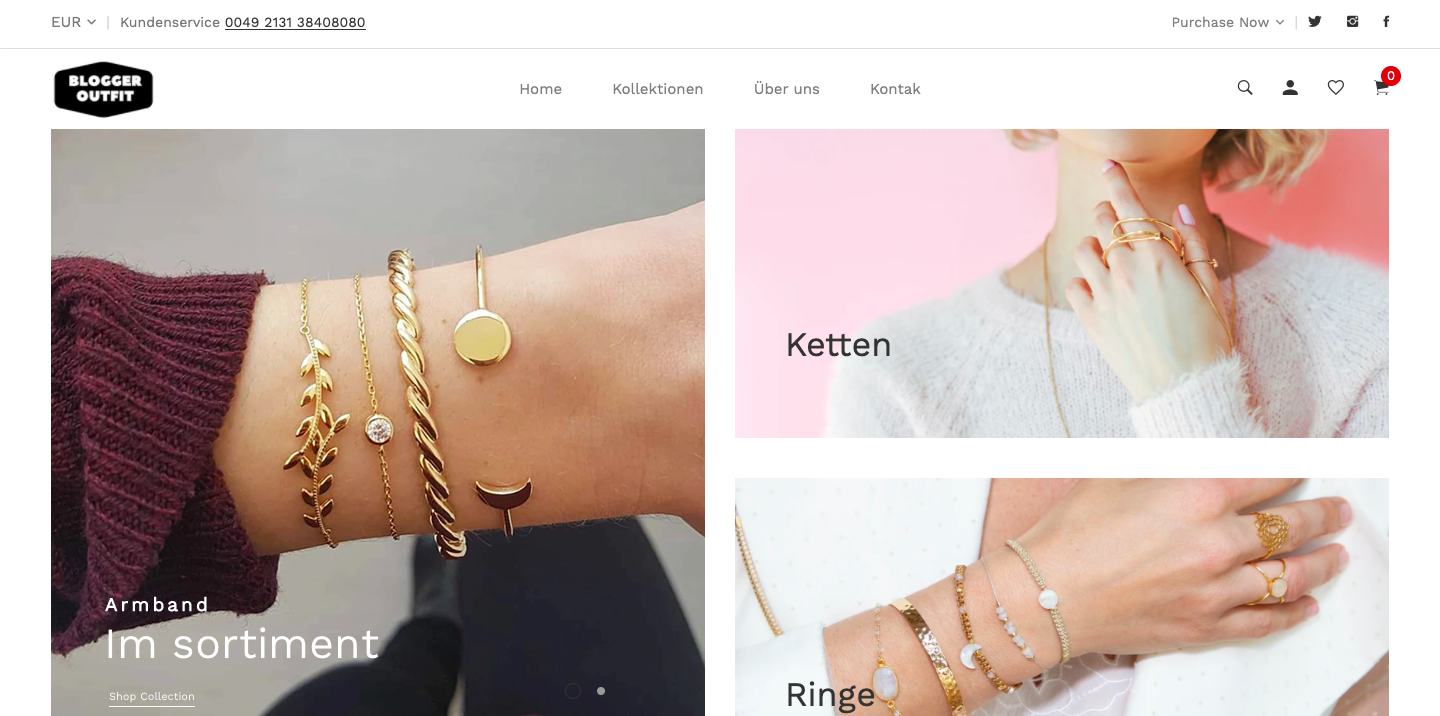 EUR
Kundenservice 0049 2131 38408080
Purchase Now
BLOGGER
OUTFIT
Home
Kollektionen
Über uns
Kontak
0
Armband
Im sortiment
Shop Collection
Ketten
Ringe